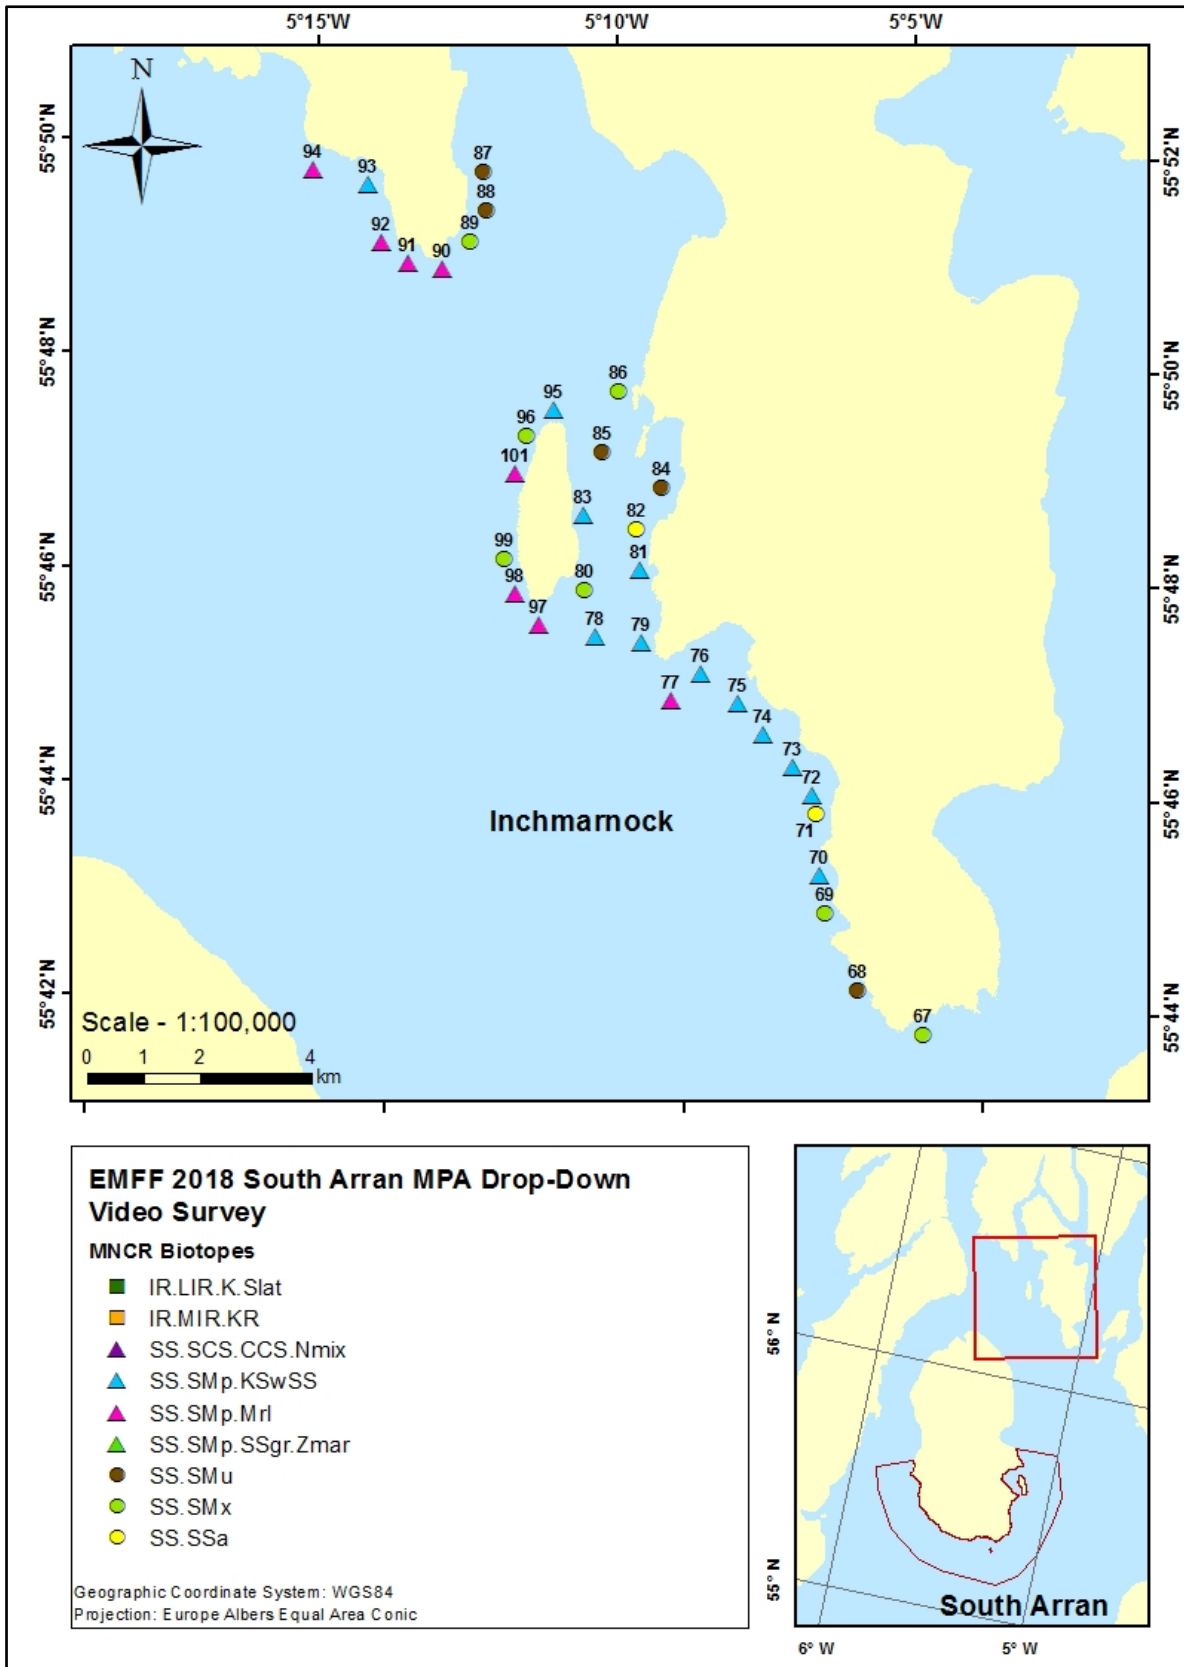 5°15'W 5°10'W 5°5'W
N
55°50'N
55°52'N
94 93 87
88
92 91 90 89
55°48'N
55°50'N
86
95
96 85
101 84
83 82
55°46'N
81
99
98 80
55°48'N
97 78 79
76
77 75
74
73
55°44'N
72
55°46'N
71
Inchmarnock
70
69
68
55°42'N
67
55°44'N
Scale - 1:100,000
0 1 2 4
km
EMFF 2018 South Arran MPA Drop-Down
Video Survey
MNCR Biotopes
IR.LIR.K.Slat
IR.MIR.KR
SS.SCS.CCS.Nmix
SS.SMp.KSwSS
SS.SMp.Mrl
SS.SMp.SSgr.Zmar
SS.SMu
SS.SMx
SS.SSa
Geographic Coordinate System: WGS84
Projection: Europe Albers Equal Area Conic
56° N
55° N
South Arran
6° W 5° W